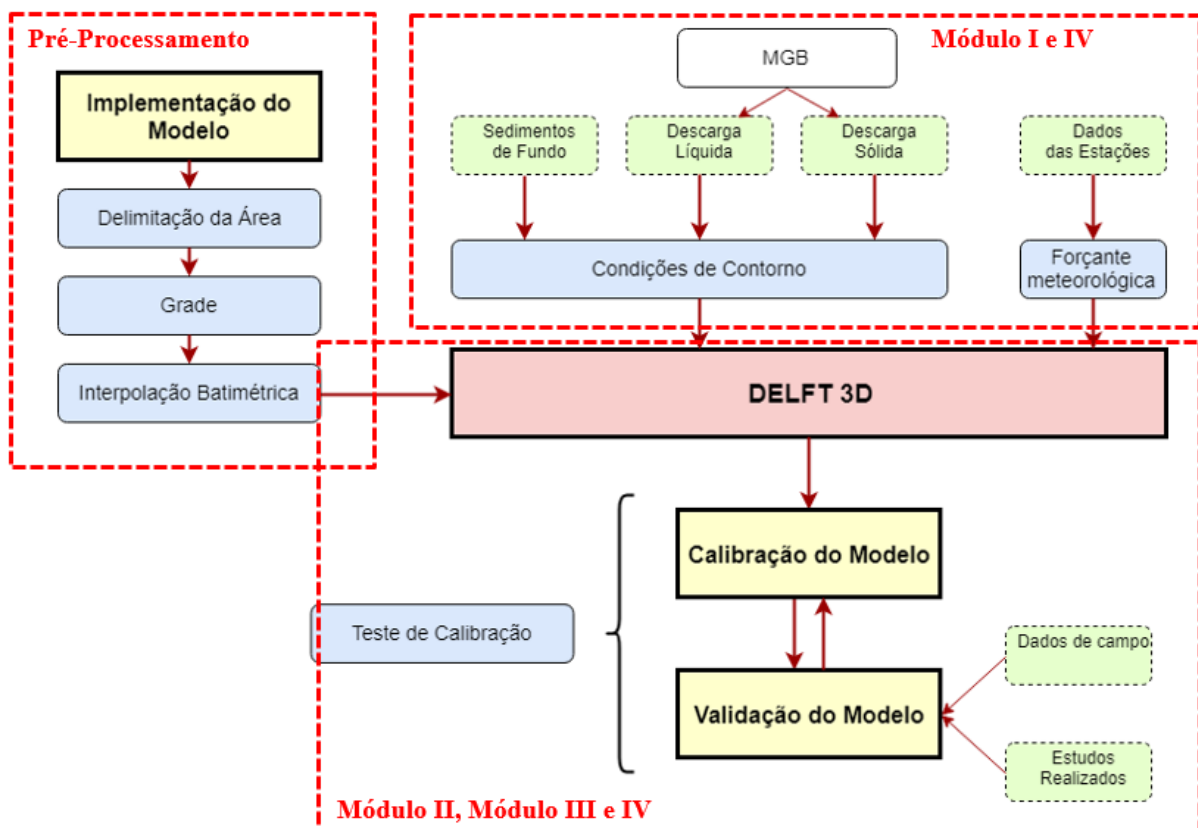 Pré-Processamento
Implementação do
Modelo
Delimitação da Área
Grade
Interpolação Batimétrica
Módulo I e IV
MGB
Sedimentos
de Fundo
Descarga
Líquida
Descarga
Sólida
Dados
das Estações
Condições de Contorno
Forçante
meteorológica
DELFT 3D
Calibração do Modelo
Teste de Calibração
Validação do Modelo
Dados de campo
Estudos
Realizados
Módulo II, Módulo III e IV